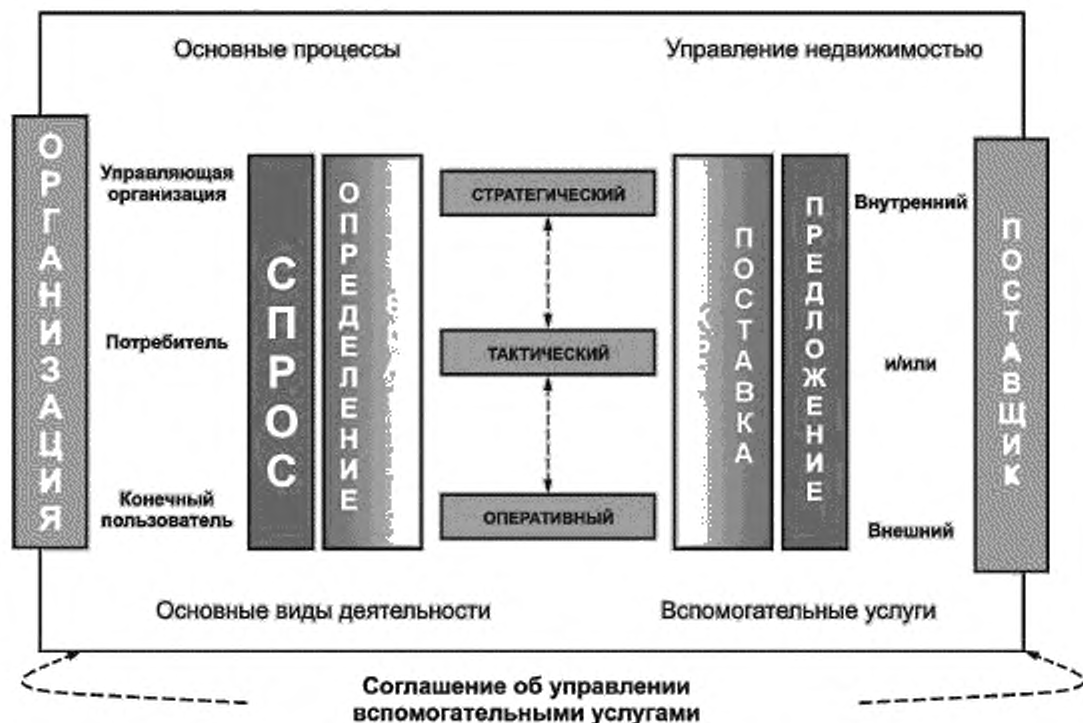 Основные процессы
Управление недвижимостью
ОРГАНИЗАЦИЯ
Управляющая
организация
Потребитель
Конечный
пользователь
СПРОС
ОПРЕДЕЛЕНИЕ
СТРАТЕГИЧЕСКИЙ
ТАКТИЧЕСКИЙ
ОПЕРАТИВНЫЙ
ПОСТАВКА
ПРЕДЛОЖЕНИЕ
Внутренний
и/или
Внешний
ПОСТАВЩИК
Основные виды деятельности
Вспомогательные услуги
Соглашение об управлении
вспомогательными услугами